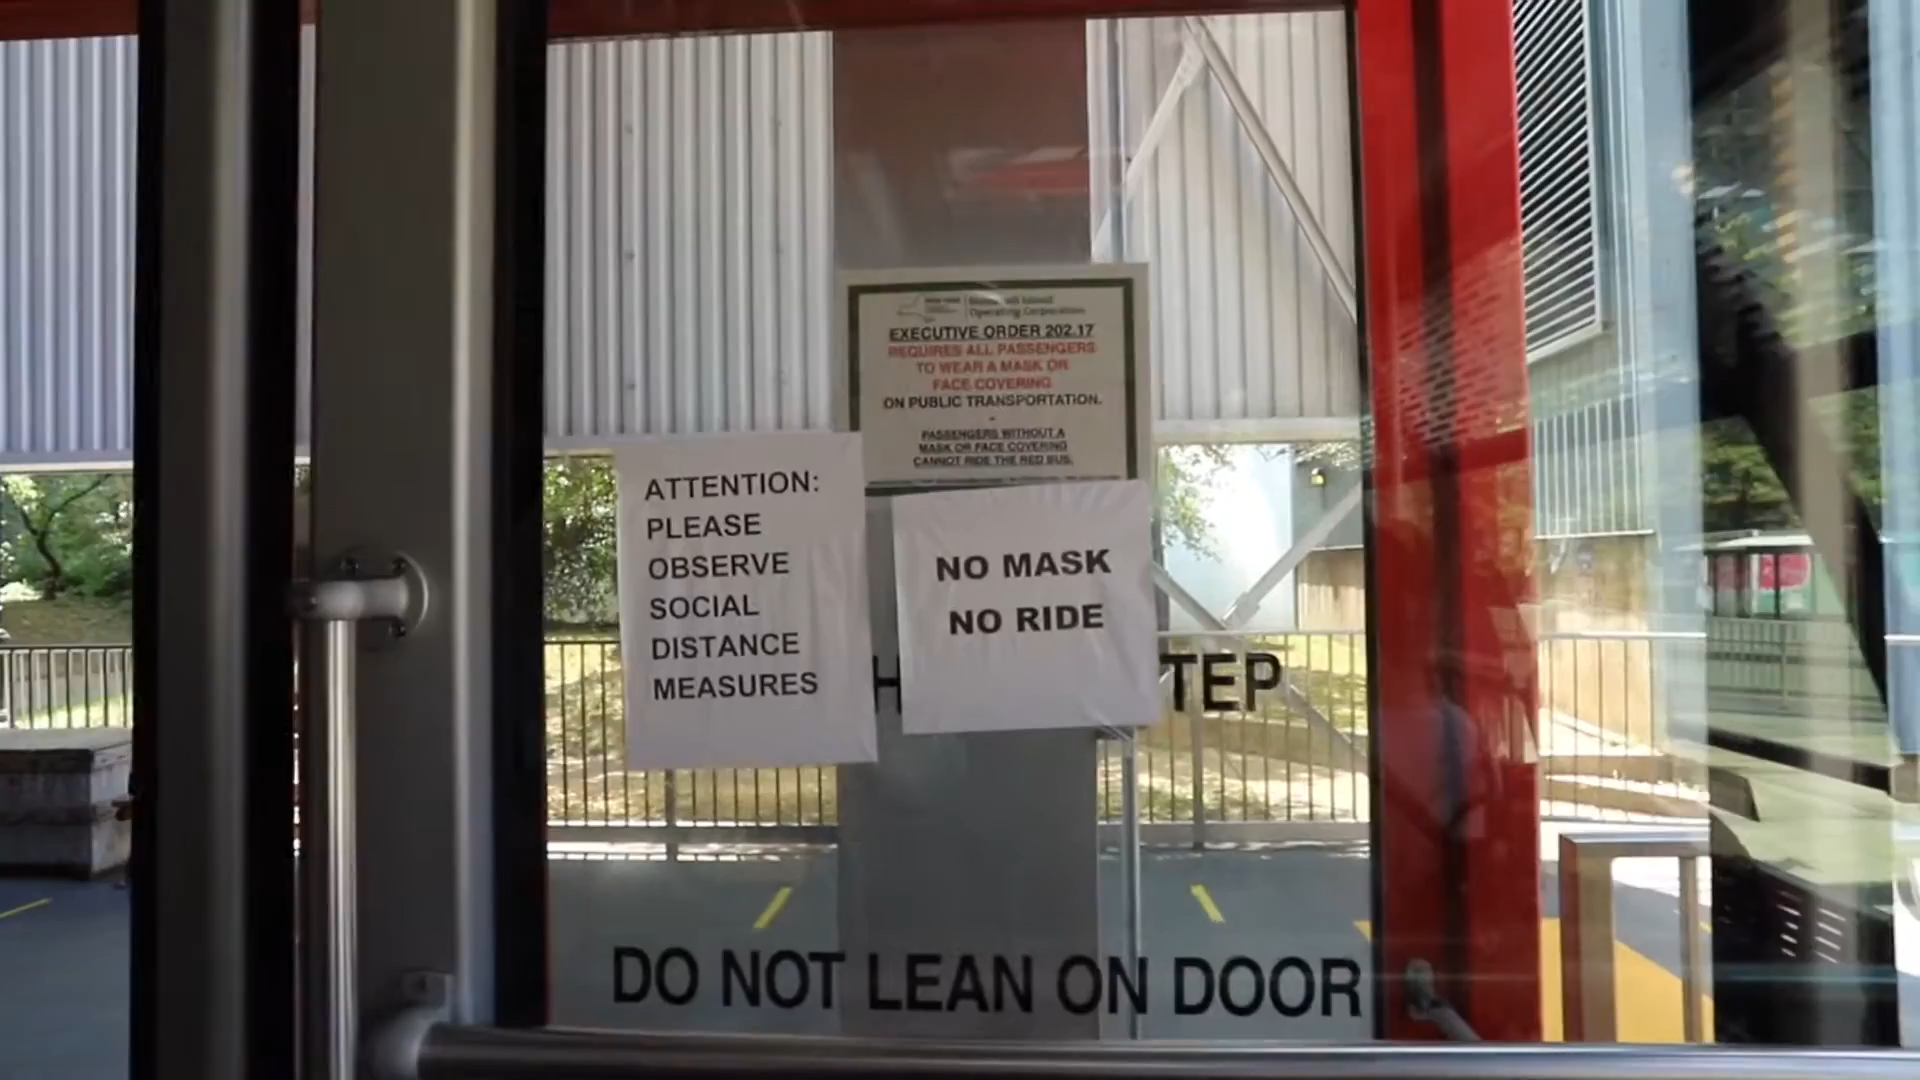 Operating Corporation
EXECUTIVE ORDER 202.17
REQUIRES ALL PASSENGERS
TO WEAR A MASK OR
FACE COVERING
ON PUBLIC TRANSPORTATION.
PASSENGERS WITHOUT A
MASK OR FACE COVERING
CANNOT RIDE THE RED BUS.
ATTENTION:
PLEASE
OBSERVE
SOCIAL
DISTANCE
MEASURES
NO MASK
NO RIDE
H TEP
DO NOT LEAN ON DOOR